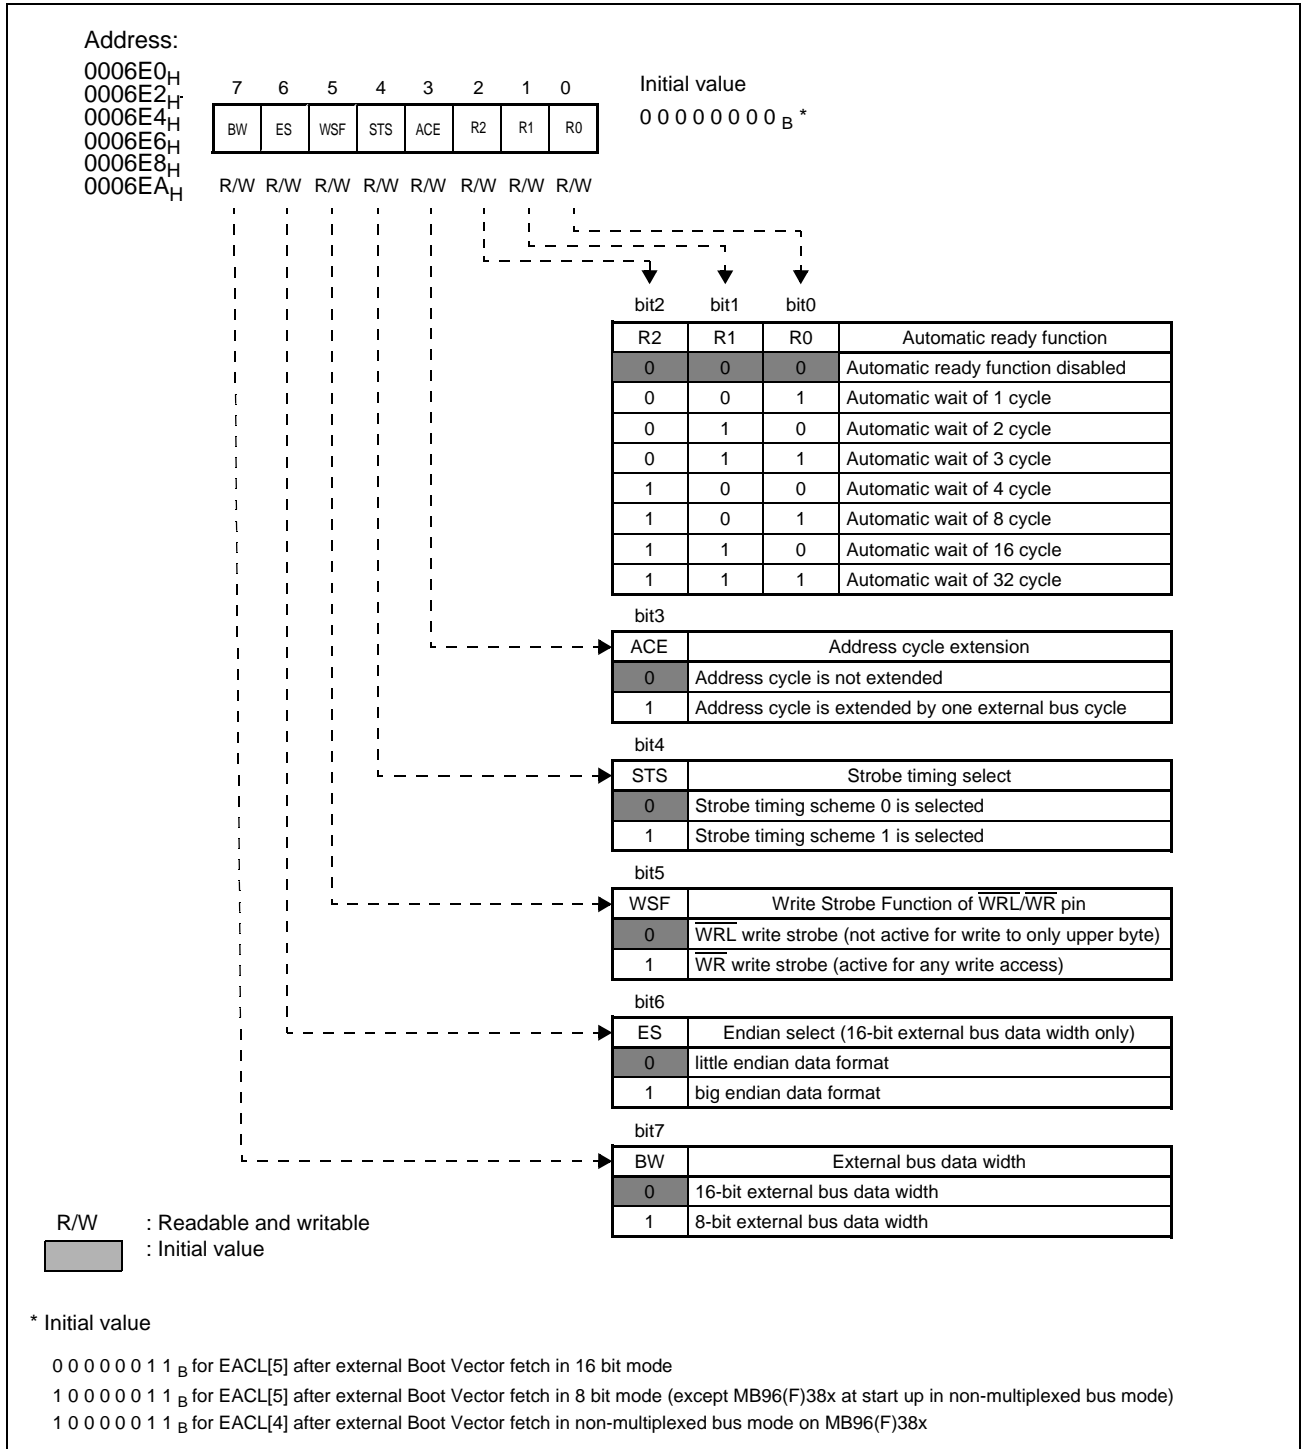 Address:
0006E0H
0006E2H
0006E4H
0006E6H
0006E8H
0006EAH
7 6 5 4 3 2 1 0
BW ES WSF STS ACE R2 R1 R0
R/W R/W R/W R/W R/W R/W R/W R/W
Initial value
0 0 0 0 0 0 0 0 B *
bit2 bit1 bit0
R2 R1 R0 Automatic ready function
0 0 0 Automatic ready function disabled
0 0 1 Automatic wait of 1 cycle
0 1 0 Automatic wait of 2 cycle
0 1 1 Automatic wait of 3 cycle
1 0 0 Automatic wait of 4 cycle
1 0 1 Automatic wait of 8 cycle
1 1 0 Automatic wait of 16 cycle
1 1 1 Automatic wait of 32 cycle
bit3
ACE Address cycle extension
0 Address cycle is not extended
1 Address cycle is extended by one external bus cycle
bit4
STS Strobe timing select
0 Strobe timing scheme 0 is selected
1 Strobe timing scheme 1 is selected
bit5
WSF Write Strobe Function of WRL/WR pin
0 WRL write strobe (not active for write to only upper byte)
1 WR write strobe (active for any write access)
bit6
ES Endian select (16-bit external bus data width only)
0 little endian data format
1 big endian data format
bit7
BW External bus data width
0 16-bit external bus data width
1 8-bit external bus data width
R/W : Readable and writable
: Initial value
* Initial value
0 0 0 0 0 0 1 1 B for EACL[5] after external Boot Vector fetch in 16 bit mode
1 0 0 0 0 0 1 1 B for EACL[5] after external Boot Vector fetch in 8 bit mode (except MB96(F)38x at start up in non-multiplexed bus mode)
1 0 0 0 0 0 1 1 B for EACL[4] after external Boot Vector fetch in non-multiplexed bus mode on MB96(F)38x